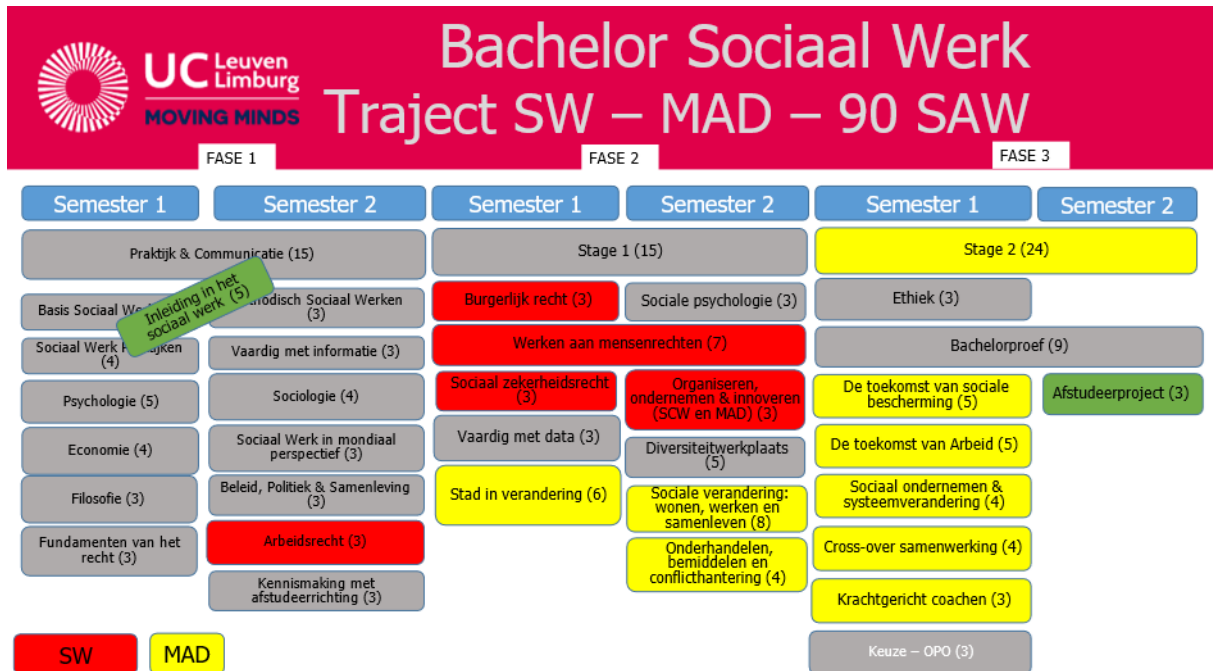 UC Leuven
Limburg
MOVING MINDS
Bachelor Sociaal Werk
Traject SW – MAD – 90 SAW
FASE 1
FASE 2
FASE 3
Semester 1
Semester 2
Semester 1
Semester 2
Semester 1
Semester 2
Praktijk & Communicatie (15)
Stage 1 (15)
Stage 2 (24)
Inleiding in het
sociaal werk (5)
Basis Sociaal
Sociaal Werk
(4)
Psychologie (5)
Economie (4)
Filosofie (3)
Fundamenten van het
recht (3)
Sociaal Werken
(3)
Vaardig met informatie (3)
Sociologie (4)
Sociaal Werk in mondiaal
perspectief (3)
Beleid, Politiek & Samenleving
(3)
Arbeidsrecht (3)
Kennismaking met
afstudeerrichting (3)
Burgerlijk recht (3)
Sociale psychologie (3)
Werken aan mensenrechten (7)
Sociaal zekerheidsrecht
(3)
Vaardig met data (3)
Stad in verandering (6)
Organiseren,
ondernemen & innoveren
(SCW en MAD) (3)
Diversiteitwerkplaats
(5)
Sociale verandering:
wonen, werken en
samenleven (8)
Onderhandelen,
bemiddelen en
conflicthantering (4)
Ethiek (3)
Bachelorproef (9)
De toekomst van sociale
bescherming (5)
De toekomst van Arbeid (5)
Sociaal ondernemen &
systeemverandering (4)
Cross-over samenwerking (4)
Krachtgericht coachen (3)
Keuze – OPO (3)
Afstudeerproject (3)
SW
MAD